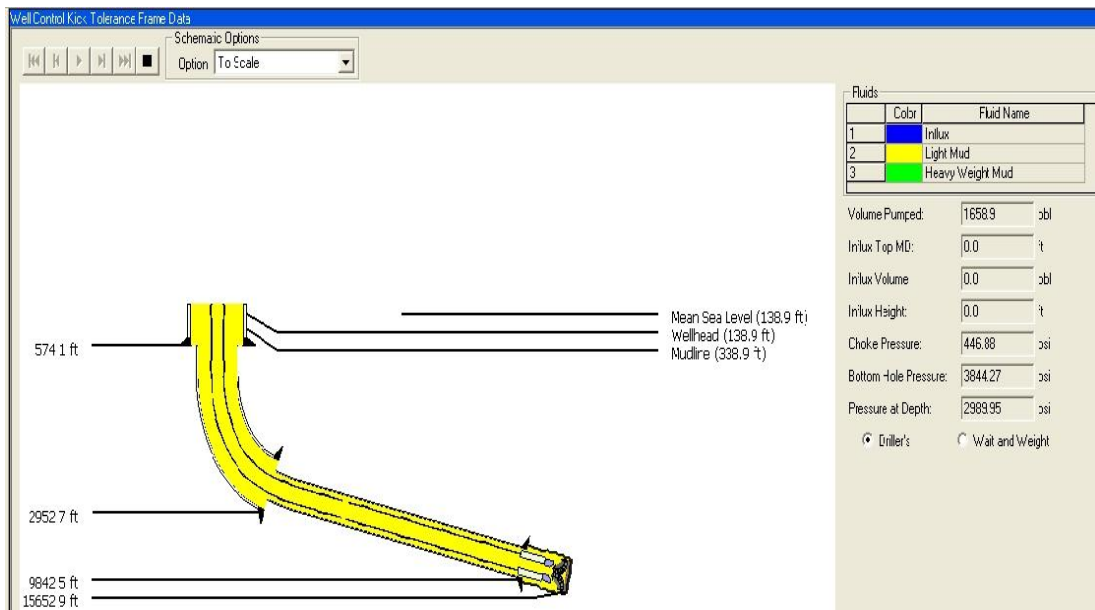 Well Control Kick Tolerance Frame Data
Schematic Options
Option To Scale
Fluids
Color Fluid Name
1 Influx
2 Light Mud
3 Heavy Weight Mud
Volume Pumped: 1658.9 bbl
Influx Top MD: 0.0 ft
Influx Volume 0.0 bbl
Influx Height: 0.0 ft
Choke Pressure: 446.88 psi
Bottom Hole Pressure: 3844.27 psi
Pressure at Depth: 2989.95 psi
Driller's Wait and Weight
Mean Sea Level (138.9 ft)
Wellhead (138.9 ft)
Mudline (338.9 ft)
574.1 ft
2952.7 ft
9842.5 ft
15652.9 ft